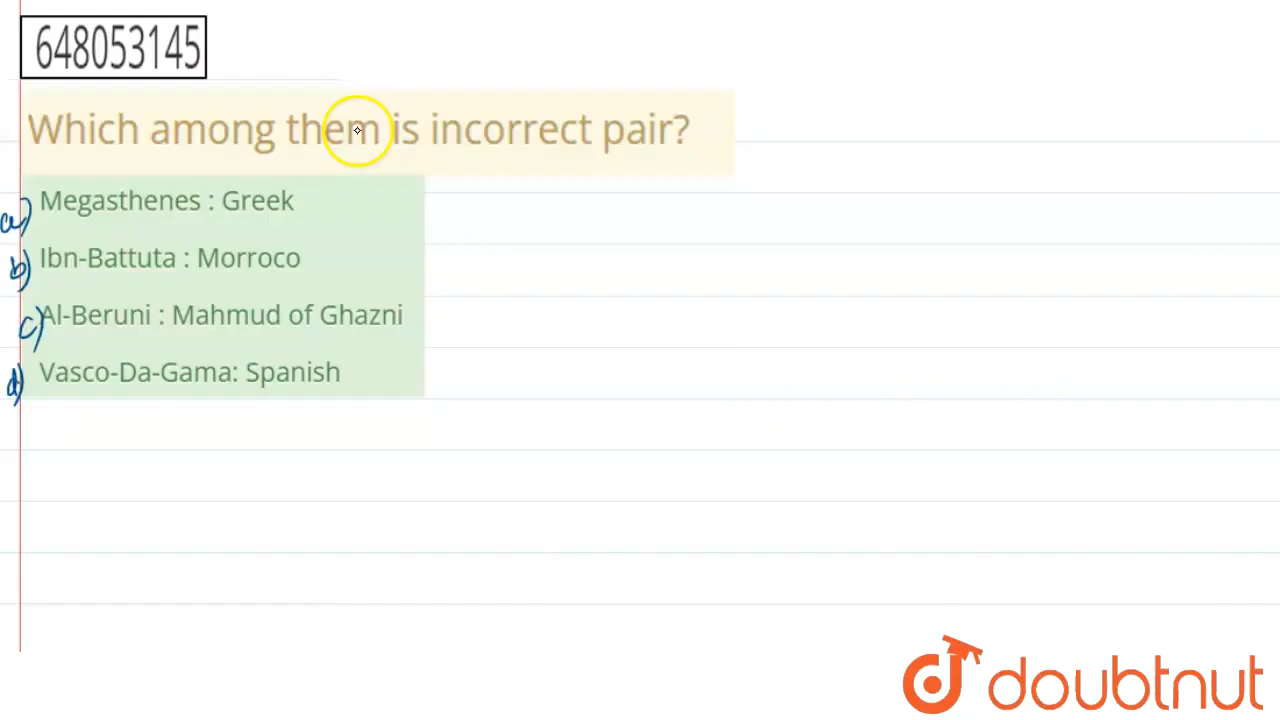 648053145
Which among them is incorrect pair?
a) Megasthenes : Greek
b) Ibn-Battuta : Morroco
c) Al-Beruni : Mahmud of Ghazni
d) Vasco-Da-Gama: Spanish
doubtnut